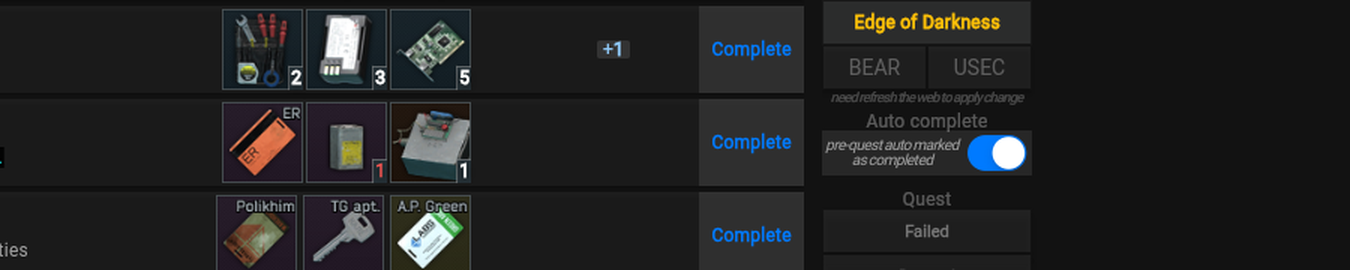 2
3
5
+1
Complete
Edge of Darkness
BEAR
USEC
need refresh the web to apply change
Auto complete
pre-quest auto marked
as completed
ER
ER
1
1
Complete
Quest
Failed
Polikhim
TG apt.
A.P. Green
LABS
ties
Complete